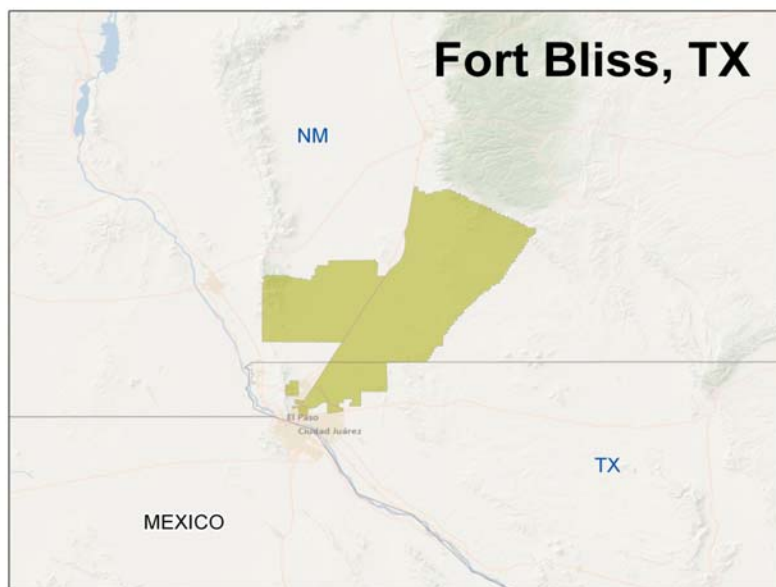 Fort Bliss, TX
NM
El Paso
Ciudad Juárez
TX
MEXICO